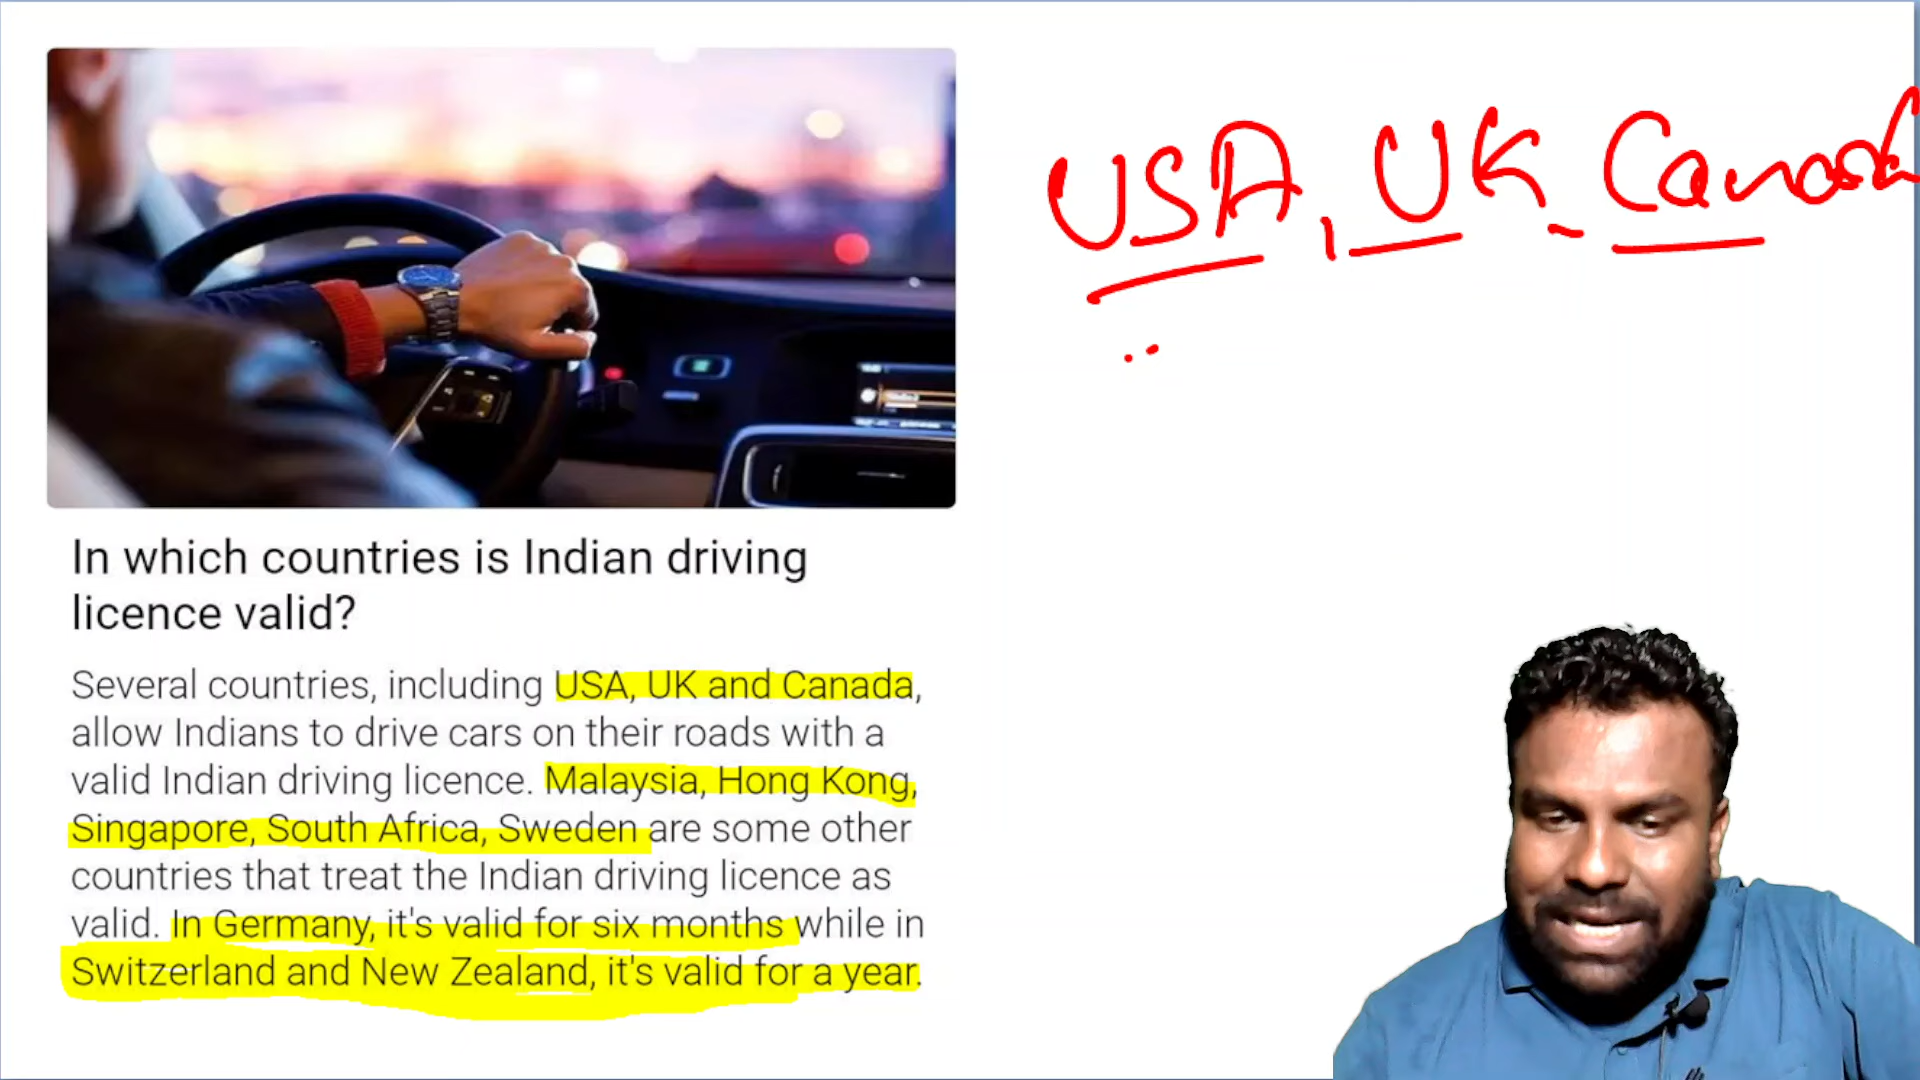 USA, UK, Canada
In which countries is Indian driving
licence valid?
Several countries, including USA, UK and Canada,
allow Indians to drive cars on their roads with a
valid Indian driving licence. Malaysia, Hong Kong,
Singapore, South Africa, Sweden are some other
countries that treat the Indian driving licence as
valid. In Germany, it's valid for six months while in
Switzerland and New Zealand, it's valid for a year.